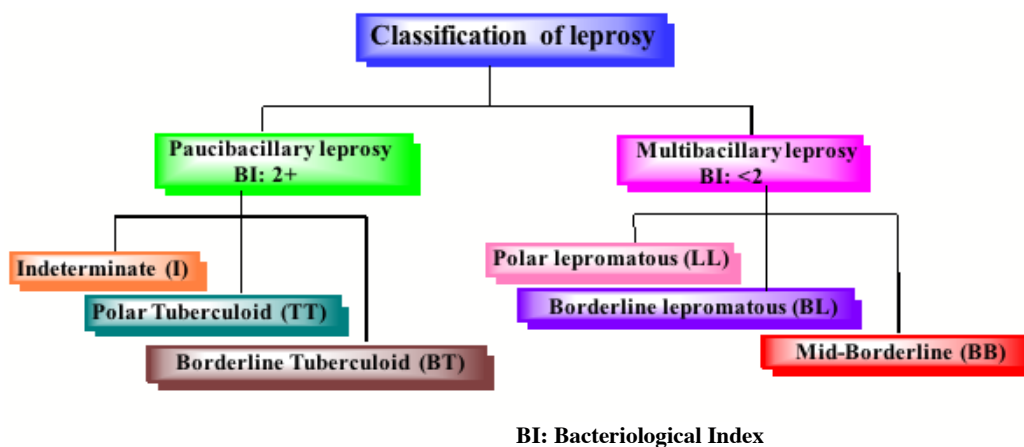 Classification of leprosy
Paucibacillary leprosy
BI: 2+
Multibacillary leprosy
BI: <2
Indeterminate (I)
Polar Tuberculoid (TT)
Borderline Tuberculoid (BT)
Polar lepromatous (LL)
Borderline lepromatous (BL)
Mid-Borderline (BB)
BI: Bacteriological Index